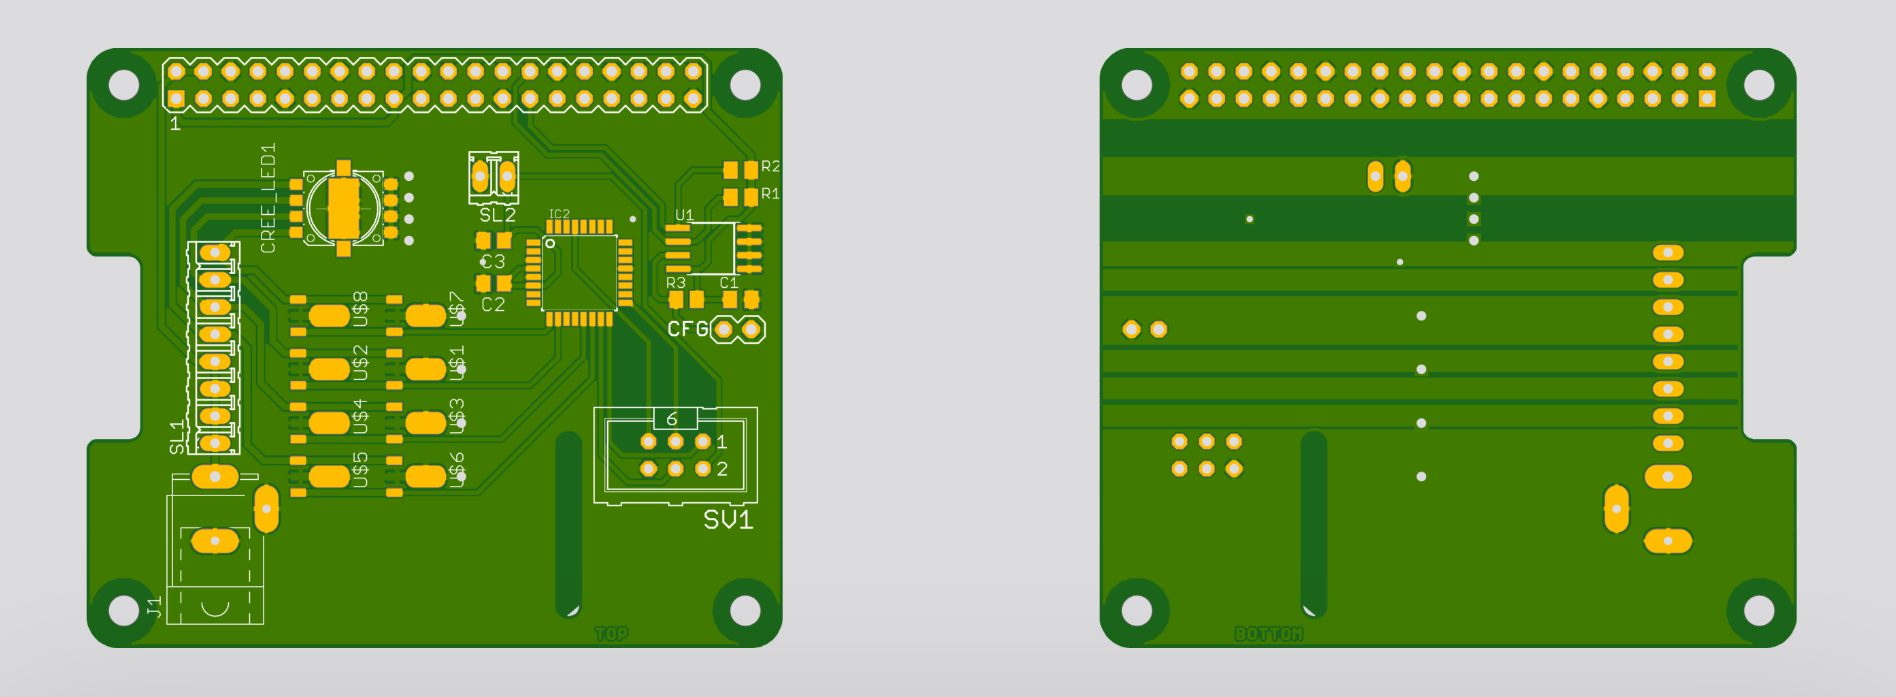 1
CREE_LED1
SL2
IC2
R2
R1
U1
C3
C2
R3
C1
CFG
U$8
U$7
U$2
U$1
U$4
U$3
U$5
U$6
SL1
6
1
2
SV1
J1
TOP
BOTTOM